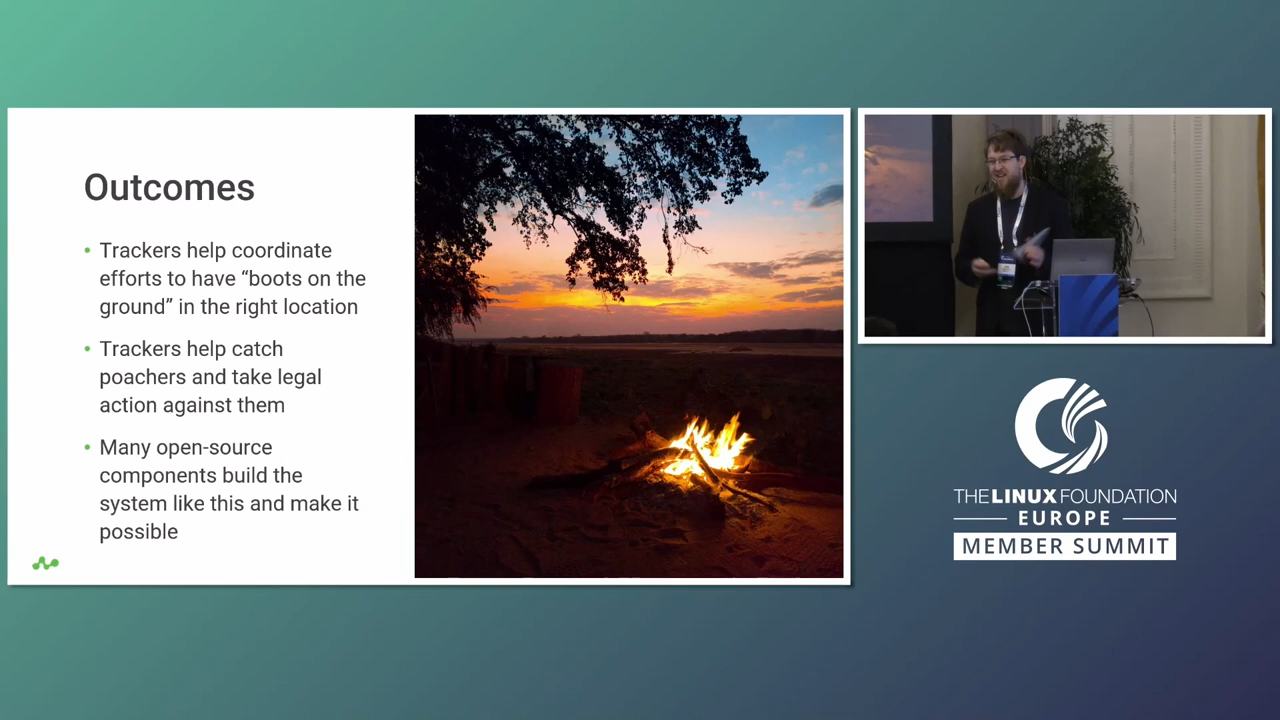 Outcomes
• Trackers help coordinate
efforts to have “boots on the
ground” in the right location
• Trackers help catch
poachers and take legal
action against them
• Many open-source
components build the
system like this and make it
possible
THE LINUX FOUNDATION
EUROPE
MEMBER SUMMIT